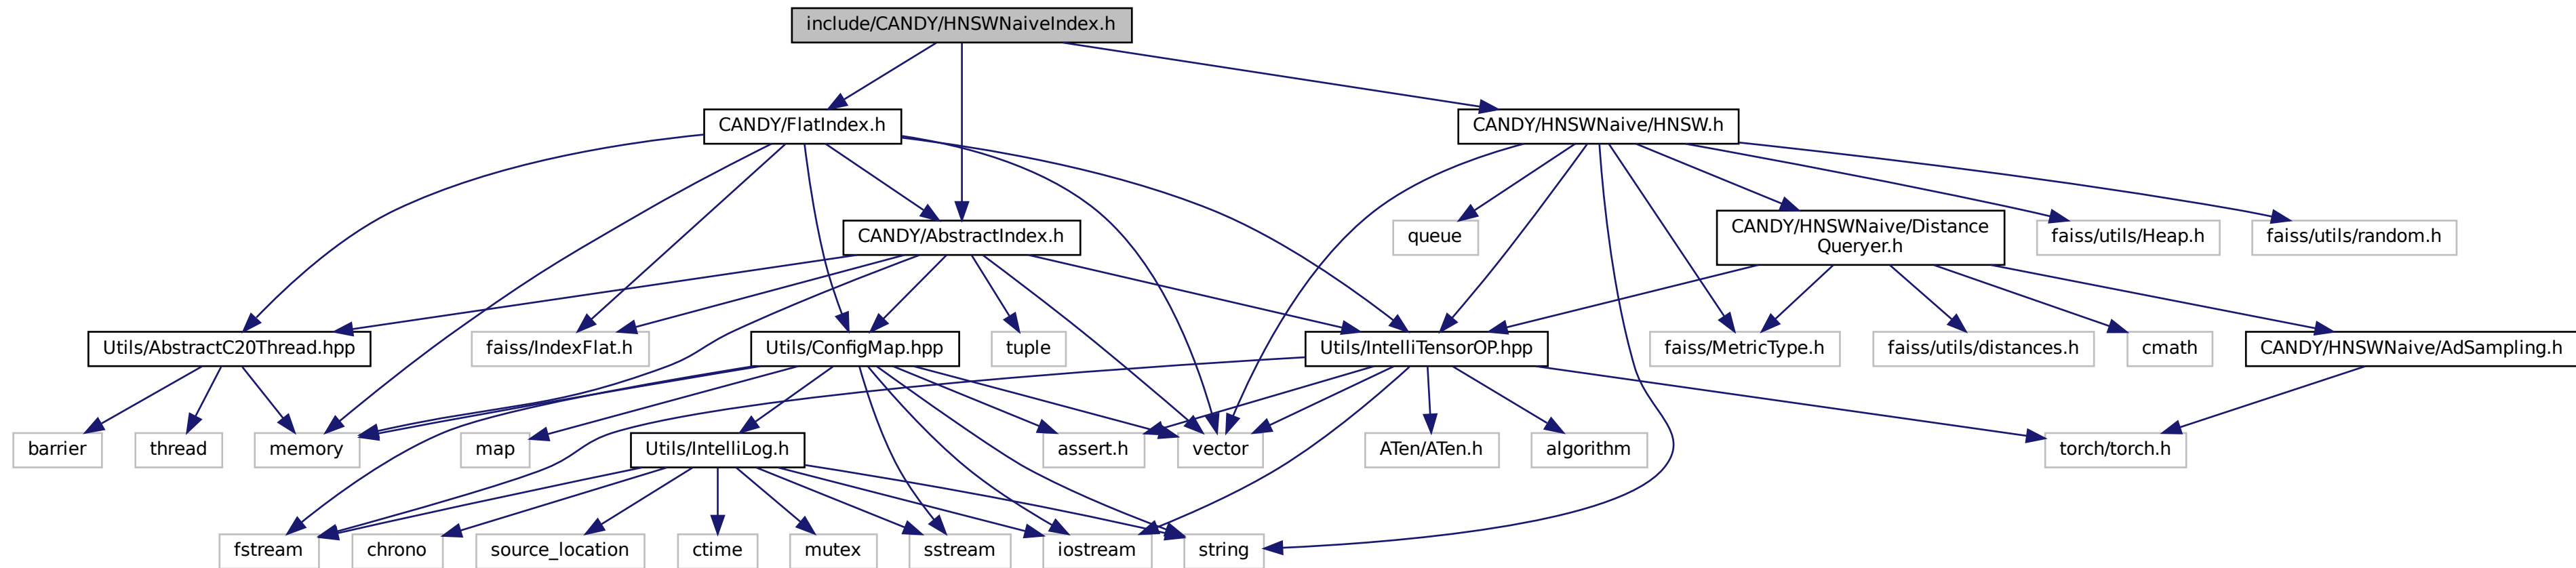 include/CANDY/HNSWNaiveIndex.h
CANDY/FlatIndex.h
CANDY/HNSWNaive/HNSW.h
CANDY/AbstractIndex.h
queue
CANDY/HNSWNaive/Distance
Queryer.h
faiss/utils/Heap.h
faiss/utils/random.h
Utils/AbstractC20Thread.hpp
faiss/IndexFlat.h
Utils/ConfigMap.hpp
tuple
Utils/IntelliTensorOP.hpp
faiss/MetricType.h
faiss/utils/distances.h
cmath
CANDY/HNSWNaive/AdSampling.h
barrier
thread
memory
map
Utils/IntelliLog.h
assert.h
vector
ATen/ATen.h
algorithm
torch/torch.h
fstream
chrono
source_location
ctime
mutex
sstream
iostream
string